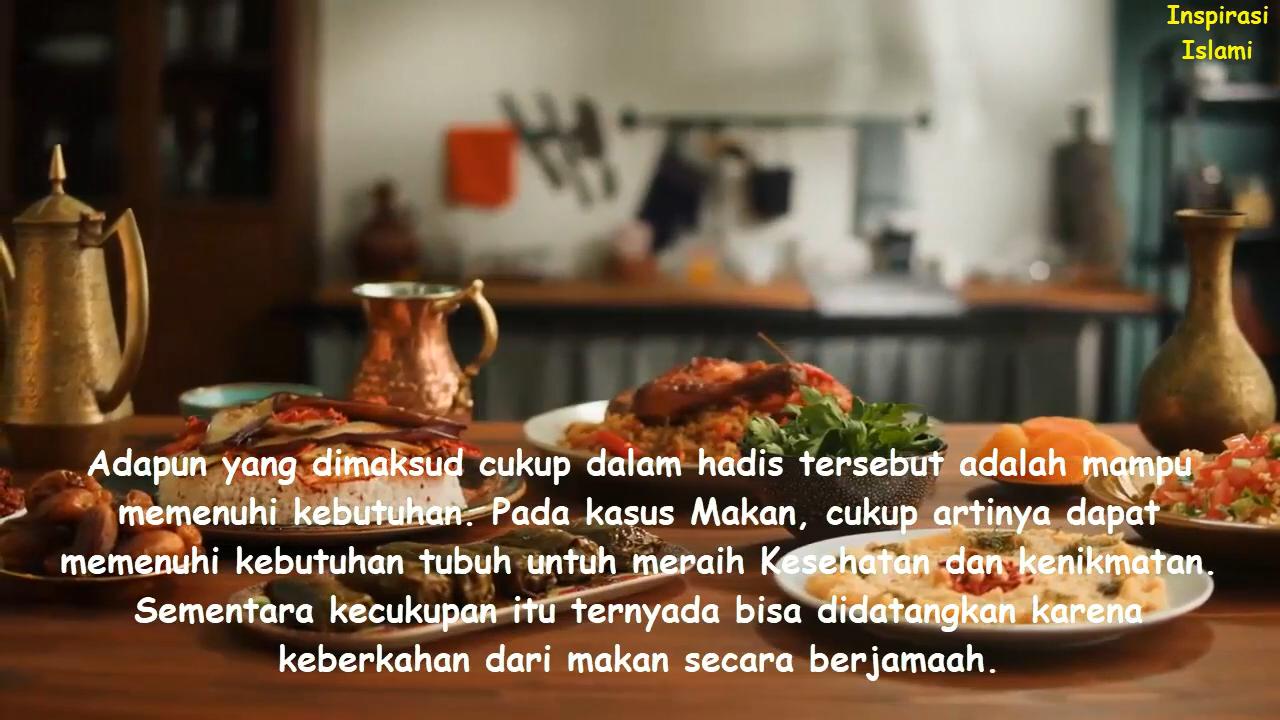 Inspirasi
Islami
Adapun yang dimaksud cukup dalam hadis tersebut adalah mampu
memenuhi kebutuhan. Pada kasus Makan, cukup artinya dapat
memenuhi kebutuhan tubuh untuh meraih Kesehatan dan kenikmatan.
Sementara kecukupan itu ternyada bisa didatangkan karena
keberkahan dari makan secara berjamaah.